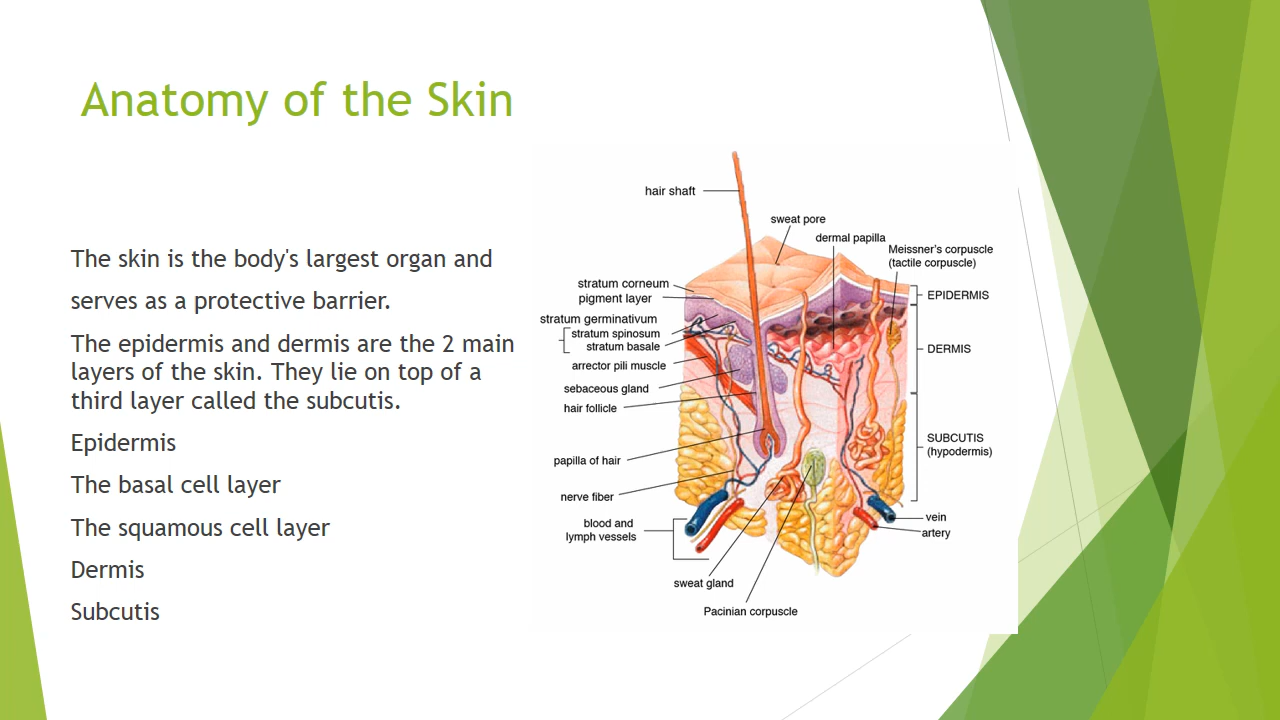 Anatomy of the Skin
The skin is the body's largest organ and
serves as a protective barrier.
The epidermis and dermis are the 2 main
layers of the skin. They lie on top of a
third layer called the subcutis.
Epidermis
The basal cell layer
The squamous cell layer
Dermis
Subcutis
hair shaft
sweat pore
dermal papilla
Meissner's corpuscle
(tactile corpuscle)
stratum corneum
pigment layer
stratum germinativum
stratum spinosum
stratum basale
arrector pili muscle
sebaceous gland
hair follicle
papilla of hair
nerve fiber
blood and
lymph vessels
sweat gland
Pacinian corpuscle
EPIDERMIS
DERMIS
SUBCUTIS
(hypodermis)
vein
artery